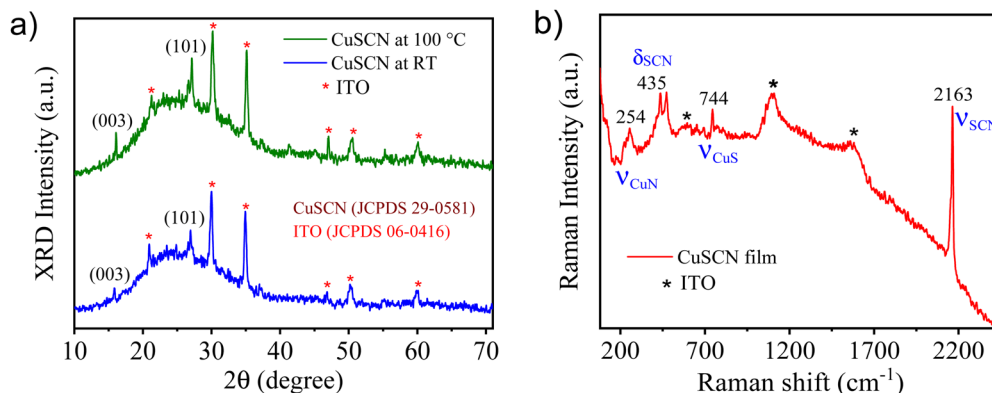 a)
XRD Intensity (a.u.)
CuSCN at 100 °C
CuSCN at RT
* ITO
(003)
*
(101)
*
*
*
*
*
CuSCN (JCPDS 29-0581)
ITO (JCPDS 06-0416)
(003)
*
(101)
*
*
*
*
*
10 20 30 40 50 60 70
2θ (degree)
b)
Raman Intensity (a.u.)
δSCN
435
254
νCuN
*
744
νCuS
*
*
2163
νSCN
CuSCN film
* ITO
200 700 1200 1700 2200
Raman shift (cm⁻¹)